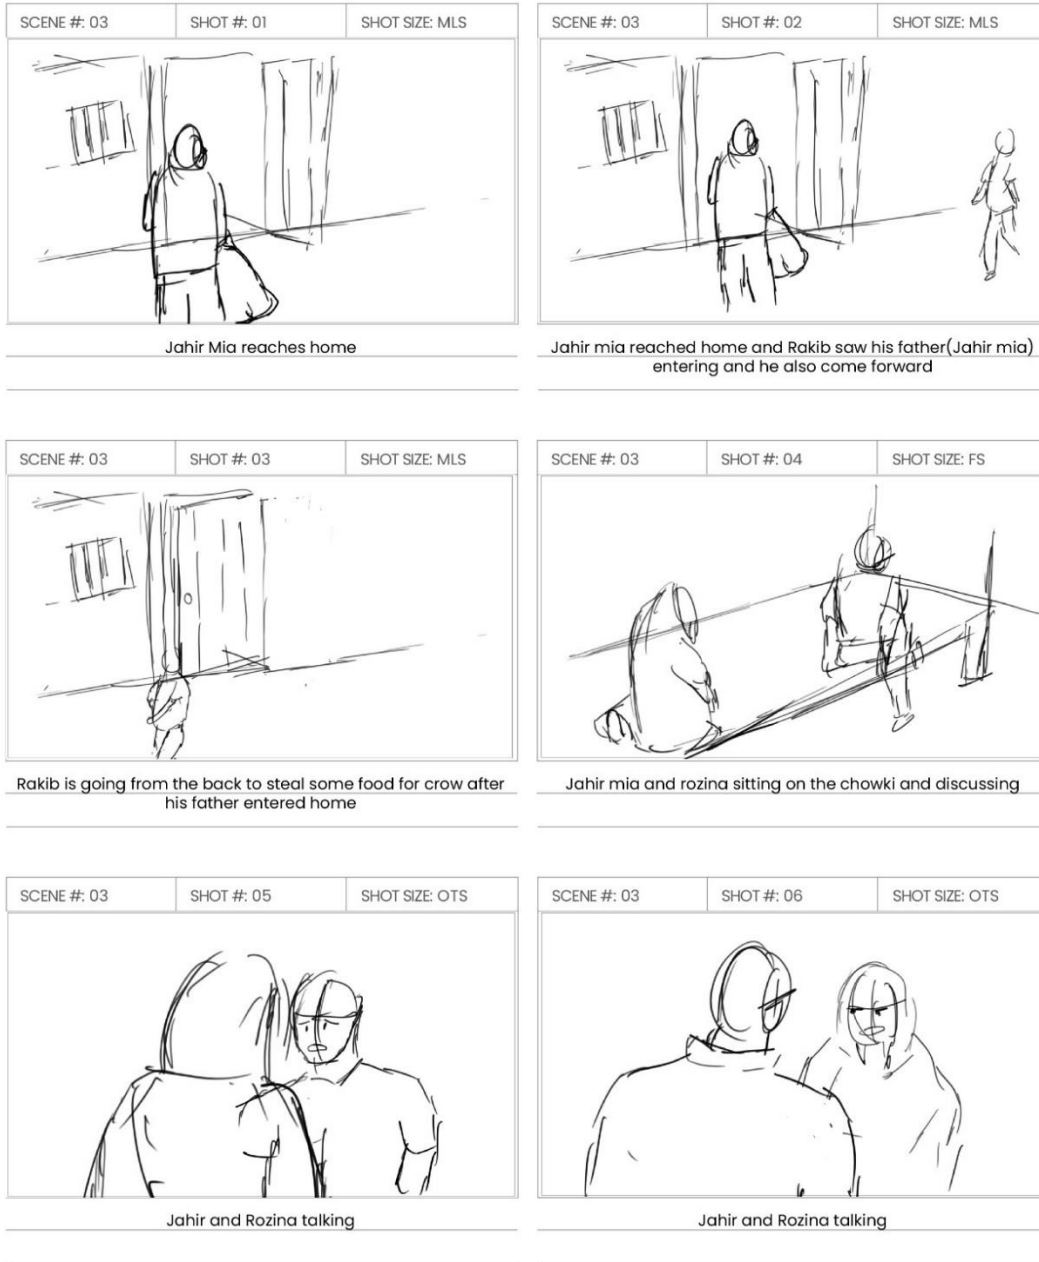 SCENE #: 03 SHOT #: 01 SHOT SIZE: MLS
Jahir Mia reaches home
SCENE #: 03 SHOT #: 02 SHOT SIZE: MLS
Jahir mia reached home and Rakib saw his father(Jahir mia)
entering and he also come forward
SCENE #: 03 SHOT #: 03 SHOT SIZE: MLS
Rakib is going from the back to steal some food for crow after
his father entered home
SCENE #: 03 SHOT #: 04 SHOT SIZE: FS
Jahir mia and rozina sitting on the chowki and discussing
SCENE #: 03 SHOT #: 05 SHOT SIZE: OTS
Jahir and Rozina talking
SCENE #: 03 SHOT #: 06 SHOT SIZE: OTS
Jahir and Rozina talking